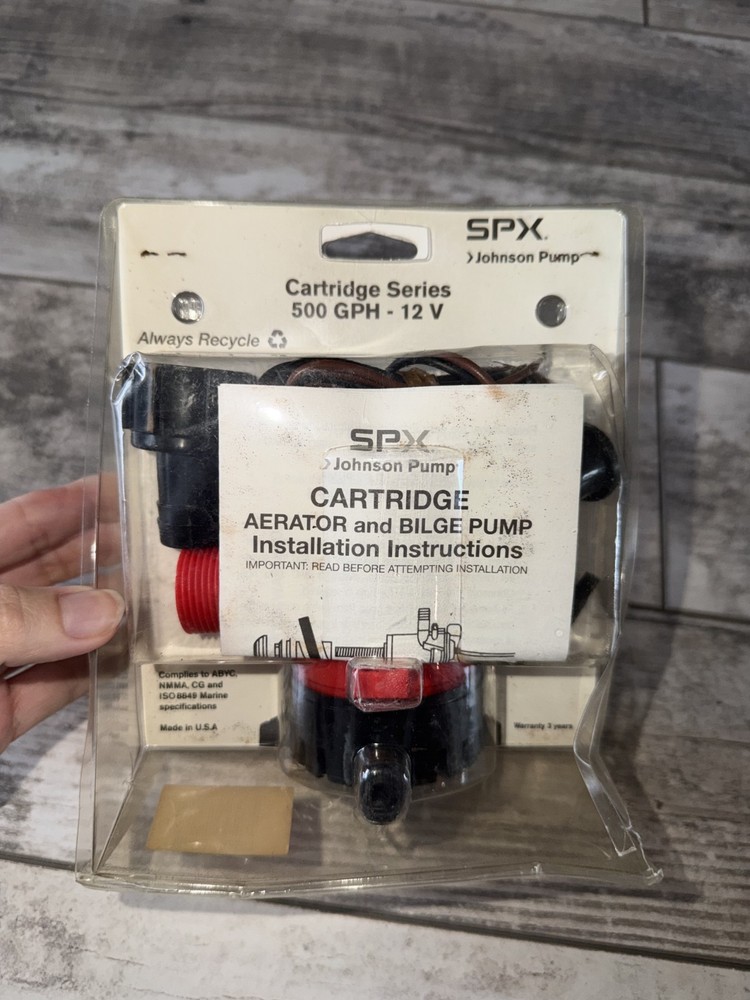 SPX
Johnson Pump
Cartridge Series
500 GPH - 12 V
Always Recycle
SPX
Johnson Pump
CARTRIDGE
AERATOR and BILGE PUMP
Installation Instructions
IMPORTANT: READ BEFORE ATTEMPTING INSTALLATION
Complies to ABYC,
NMMA, CG and
ISO 8849 Marine
specifications
Made in U.S.A
Warranty 3 years